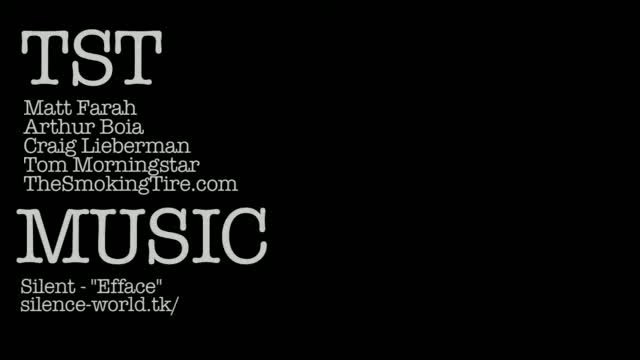 TST
Matt Farah
Arthur Boia
Craig Lieberman
Tom Morningstar
TheSmokingTire.com
MUSIC
Silent - "Efface"
silence-world.tk/